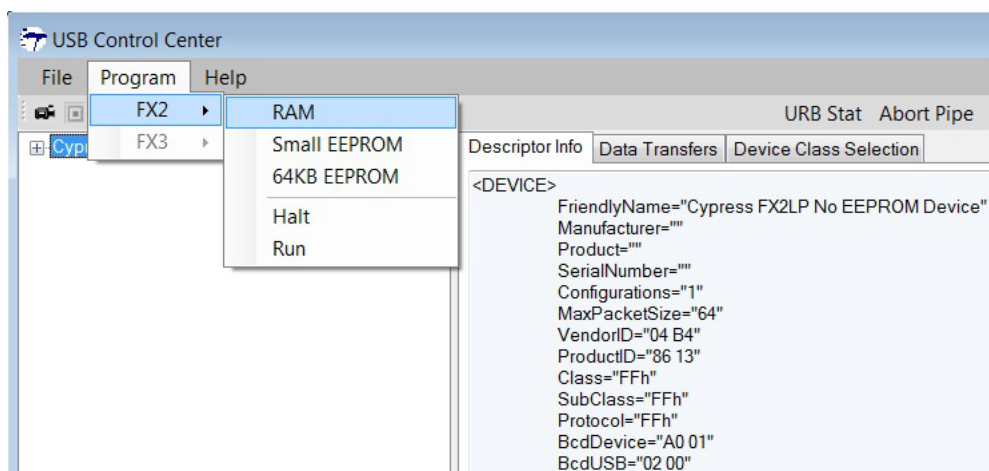 USB Control Center
File Program Help
URB Stat Abort Pipe
FX2
FX3
RAM
Small EEPROM
64KB EEPROM
Halt
Run
Descriptor Info Data Transfers Device Class Selection
<DEVICE>
FriendlyName="Cypress FX2LP No EEPROM Device"
Manufacturer=""
Product=""
SerialNumber=""
Configurations="1"
MaxPacketSize="64"
VendorID="04 B4"
ProductID="86 13"
Class="FFh"
SubClass="FFh"
Protocol="FFh"
BcdDevice="A0 01"
BcdUSB="02 00"